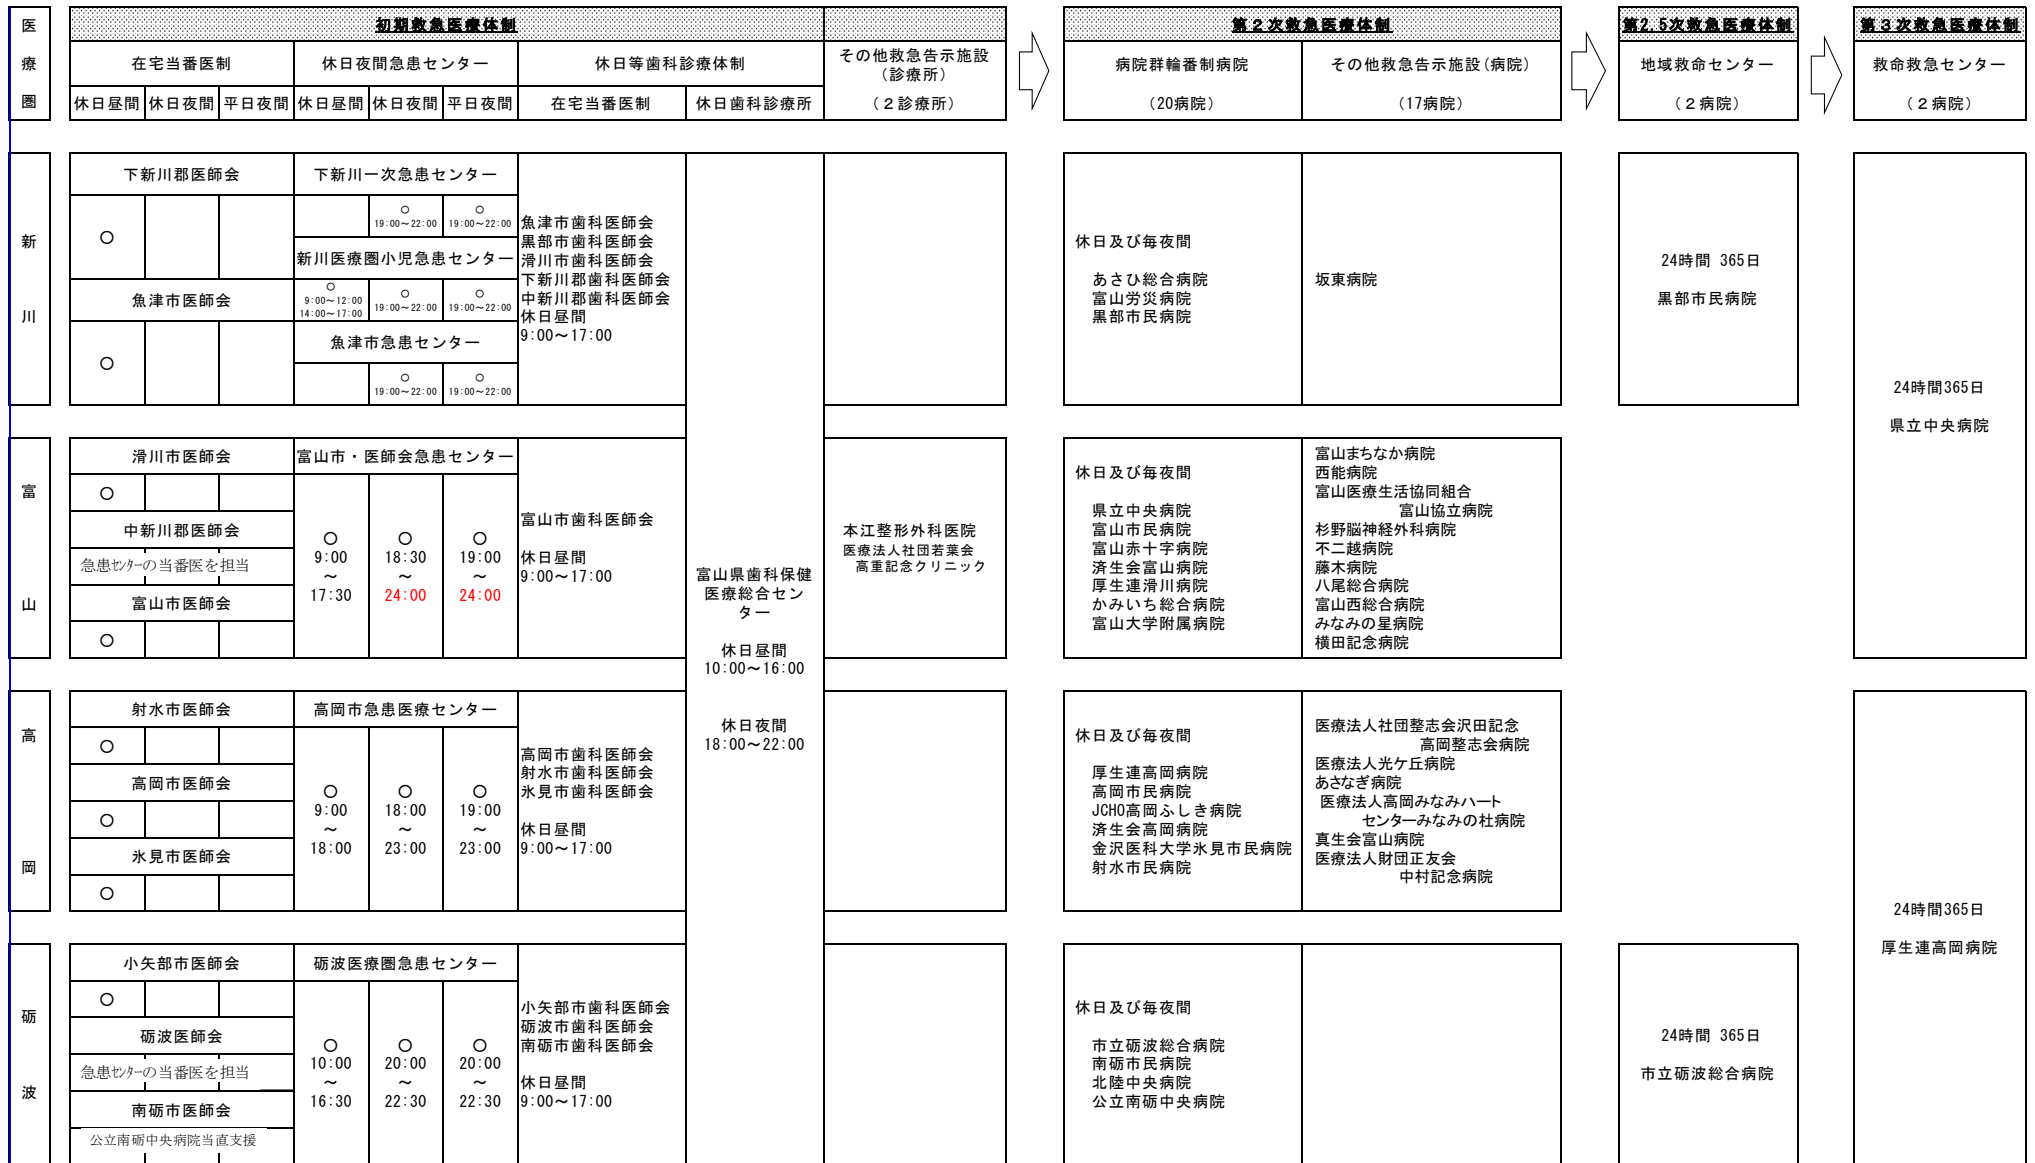 医
療
圏
初期救急医療体制
在宅当番医制
休日夜間急患センター
休日等歯科診療体制
その他救急告示施設
(診療所)
(2診療所)
休日昼間 休日夜間 平日夜間 休日昼間 休日夜間 平日夜間 在宅当番医制 休日歯科診療所
第2次救急医療体制
病院群輪番制病院
(20病院)
その他救急告示施設(病院)
(17病院)
第2.5次救急医療体制
地域救命センター
(2病院)
第3次救急医療体制
救命救急センター
(2病院)
新
川
下新川郡医師会
○
魚津市医師会
○
下新川一次急患センター
○ ○
19:00～22:00 19:00～22:00
新川医療圏小児急患センター
○ ○ ○
9:00～12:00
14:00～17:00 19:00～22:00 19:00～22:00
魚津市急患センター
○ ○
19:00～22:00 19:00～22:00
魚津市歯科医師会
黒部市歯科医師会
滑川市歯科医師会
下新川郡歯科医師会
中新川郡歯科医師会
休日昼間
9:00～17:00
休日及び毎夜間
あさひ総合病院
富山労災病院
黒部市民病院
坂東病院
24時間 365日
黒部市民病院
24時間365日
県立中央病院
富
山
滑川市医師会
○
中新川郡医師会
急患センターの当番医を担当
富山市医師会
○
富山市・医師会急患センター
○ ○ ○
9:00 18:30 19:00
～ ～ ～
17:30 24:00 24:00
富山市歯科医師会
休日昼間
9:00～17:00
富山県歯科保健
医療総合セン
ター
休日昼間
10:00～16:00
休日夜間
18:00～22:00
本江整形外科医院
医療法人社団若葉会
高重記念クリニック
休日及び毎夜間
県立中央病院
富山市民病院
富山赤十字病院
済生会富山病院
厚生連滑川病院
かみいち総合病院
富山大学附属病院
富山まちなか病院
西能病院
富山医療生活協同組合
富山協立病院
杉野脳神経外科病院
不二越病院
藤木病院
八尾総合病院
富山西総合病院
みなみの星病院
横田記念病院
高
岡
射水市医師会
○
高岡市医師会
○
氷見市医師会
○
高岡市急患医療センター
○ ○ ○
9:00 18:00 19:00
～ ～ ～
18:00 23:00 23:00
高岡市歯科医師会
射水市歯科医師会
氷見市歯科医師会
休日昼間
9:00～17:00
休日及び毎夜間
厚生連高岡病院
高岡市民病院
JCHO高岡ふしき病院
済生会高岡病院
金沢医科大学氷見市民病院
射水市民病院
医療法人社団整志会沢田記念
高岡整志会病院
医療法人光ケ丘病院
あさなぎ病院
医療法人高岡みなみハート
センターみなみの杜病院
真生会富山病院
医療法人財団正友会
中村記念病院
24時間365日
厚生連高岡病院
砺
波
小矢部市医師会
○
砺波医師会
急患センターの当番医を担当
南砺市医師会
公立南砺中央病院当直支援
砺波医療圏急患センター
○ ○ ○
10:00 20:00 20:00
～ ～ ～
16:30 22:30 22:30
小矢部市歯科医師会
砺波市歯科医師会
南砺市歯科医師会
休日昼間
9:00～17:00
休日及び毎夜間
市立砺波総合病院
南砺市民病院
北陸中央病院
公立南砺中央病院
24時間 365日
市立砺波総合病院